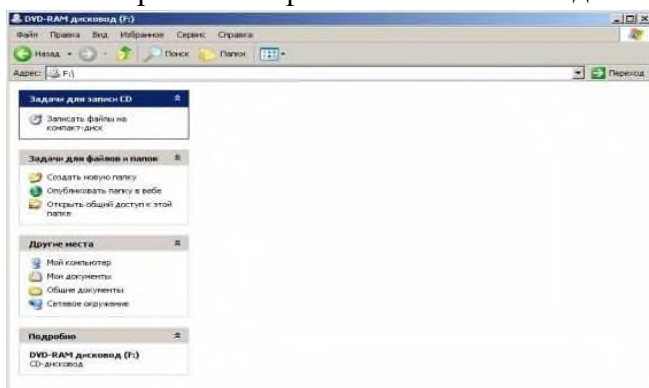 DVD-RAM дисковод (F:)
Файл Правка Вид Избранное Сервис Справка
Назад Поиск Папки
Адрес: F:\ Переход
Задачи для записи CD
Записать файлы на
компакт-диск
Задачи для файлов и папок
Создать новую папку
Опубликовать папку в вебе
Открыть общий доступ к этой
папке
Другие места
Мой компьютер
Мои документы
Общие документы
Сетевое окружение
Подробно
DVD-RAM дисковод (F:)
CD-дисковод